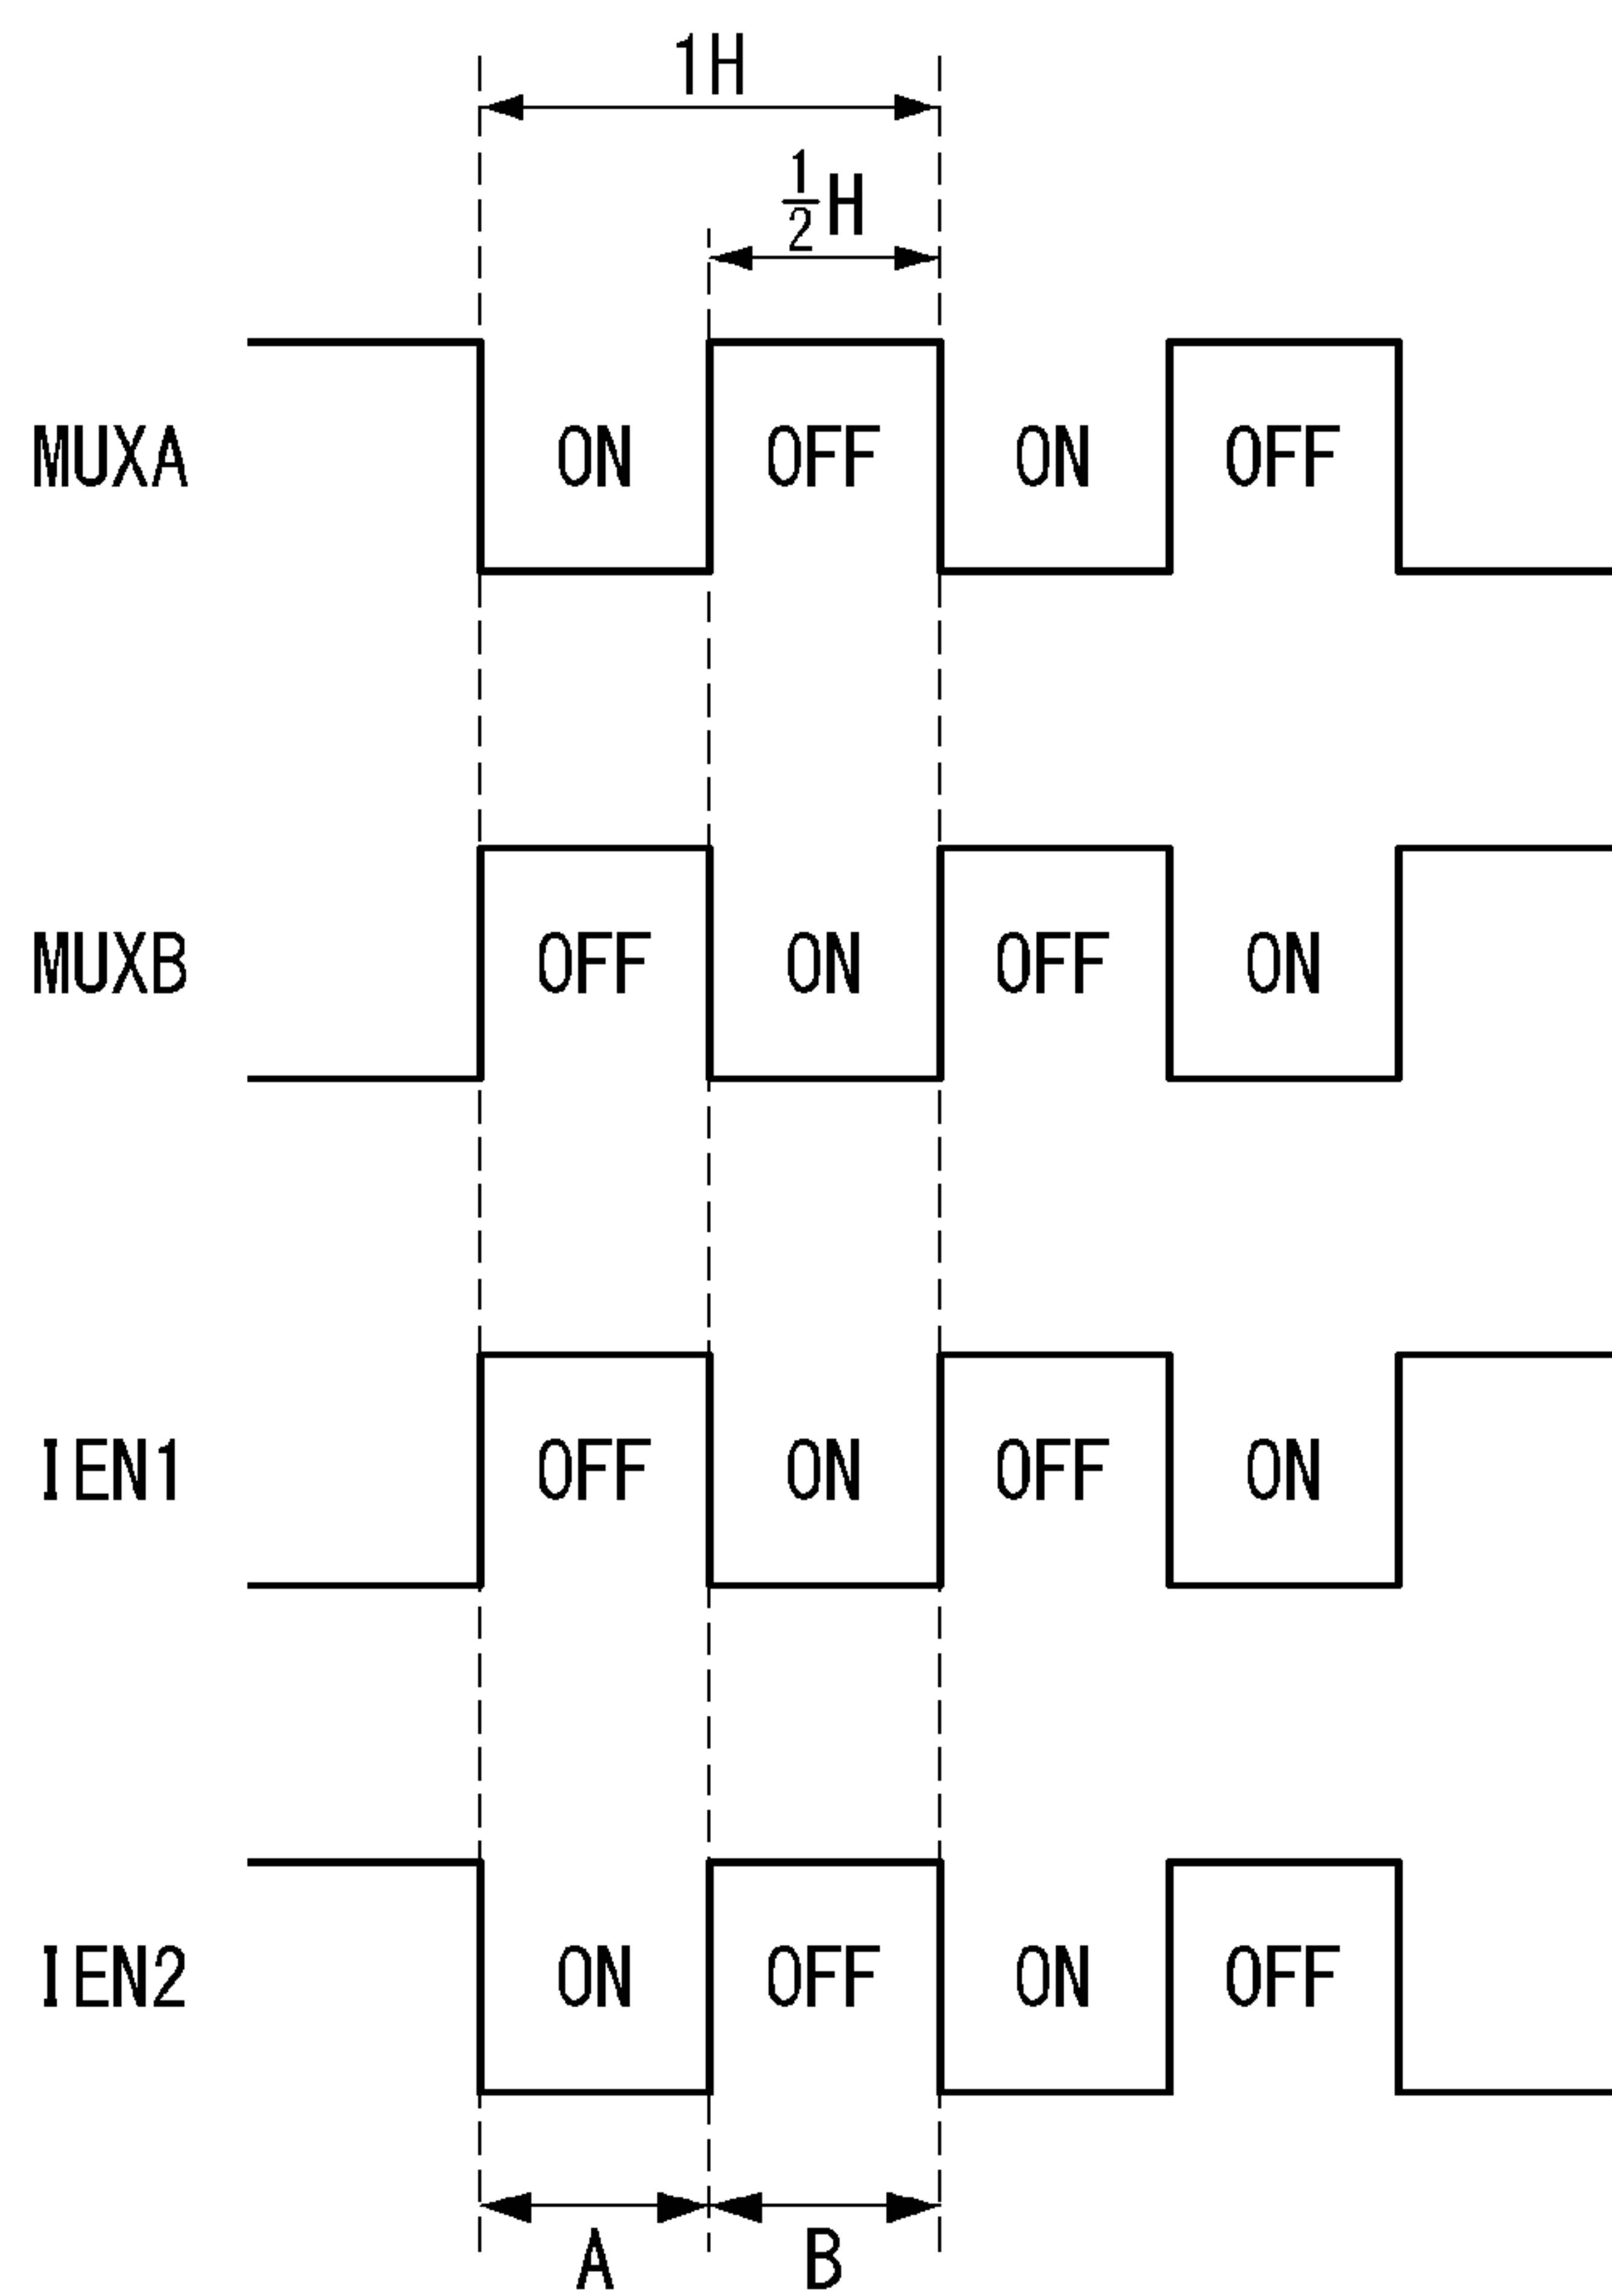 1H
1/2 H
MUXA ON OFF ON OFF
MUXB OFF ON OFF ON
IEN1 OFF ON OFF ON
IEN2 ON OFF ON OFF
A B